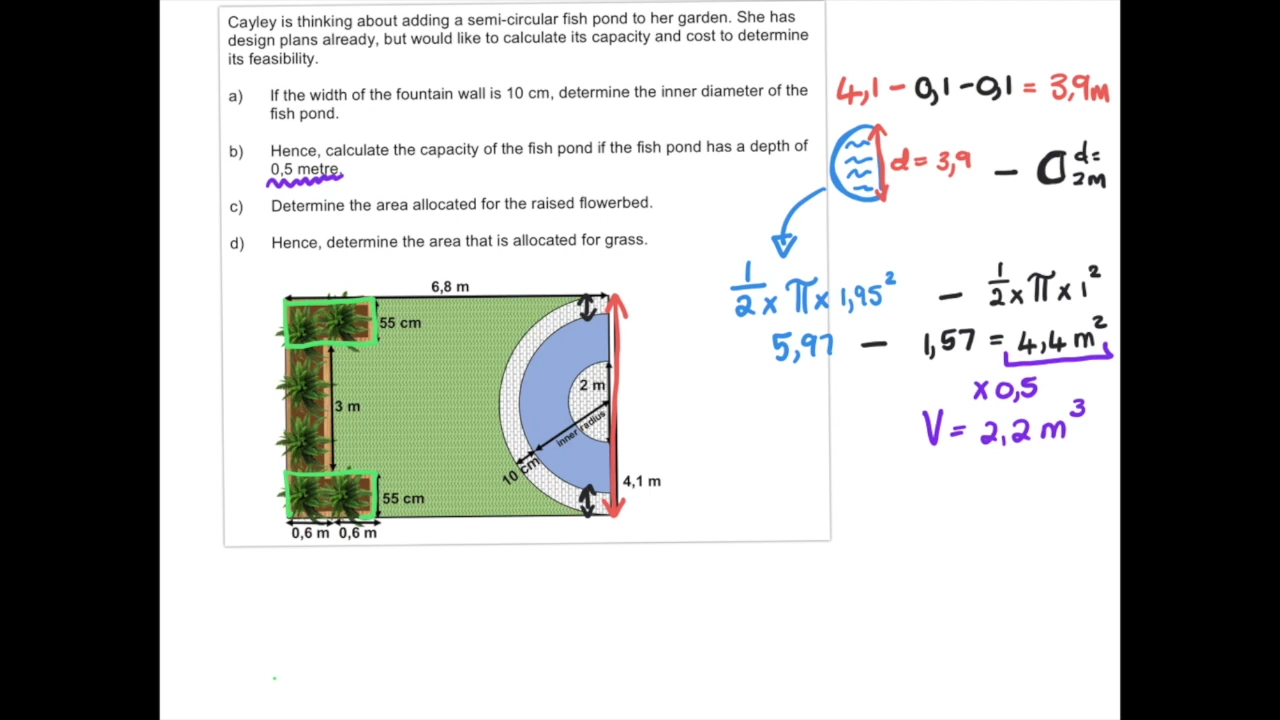 Cayley is thinking about adding a semi-circular fish pond to her garden. She has
design plans already, but would like to calculate its capacity and cost to determine
its feasibility.
a) If the width of the fountain wall is 10 cm, determine the inner diameter of the
fish pond.
b) Hence, calculate the capacity of the fish pond if the fish pond has a depth of
0,5 metre.
c) Determine the area allocated for the raised flowerbed.
d) Hence, determine the area that is allocated for grass.
6,8 m
55 cm
2 m
3 m
inner radius
10 cm
4,1 m
55 cm
0,6 m 0,6 m
4,1 - 0,1 - 0,1 = 3,9m
d = 3,9 - d=
2m
1/2 x π x 1,95² - 1/2 x π x 1²
5,97 - 1,57 = 4,4 m²
x 0,5
V = 2,2 m³